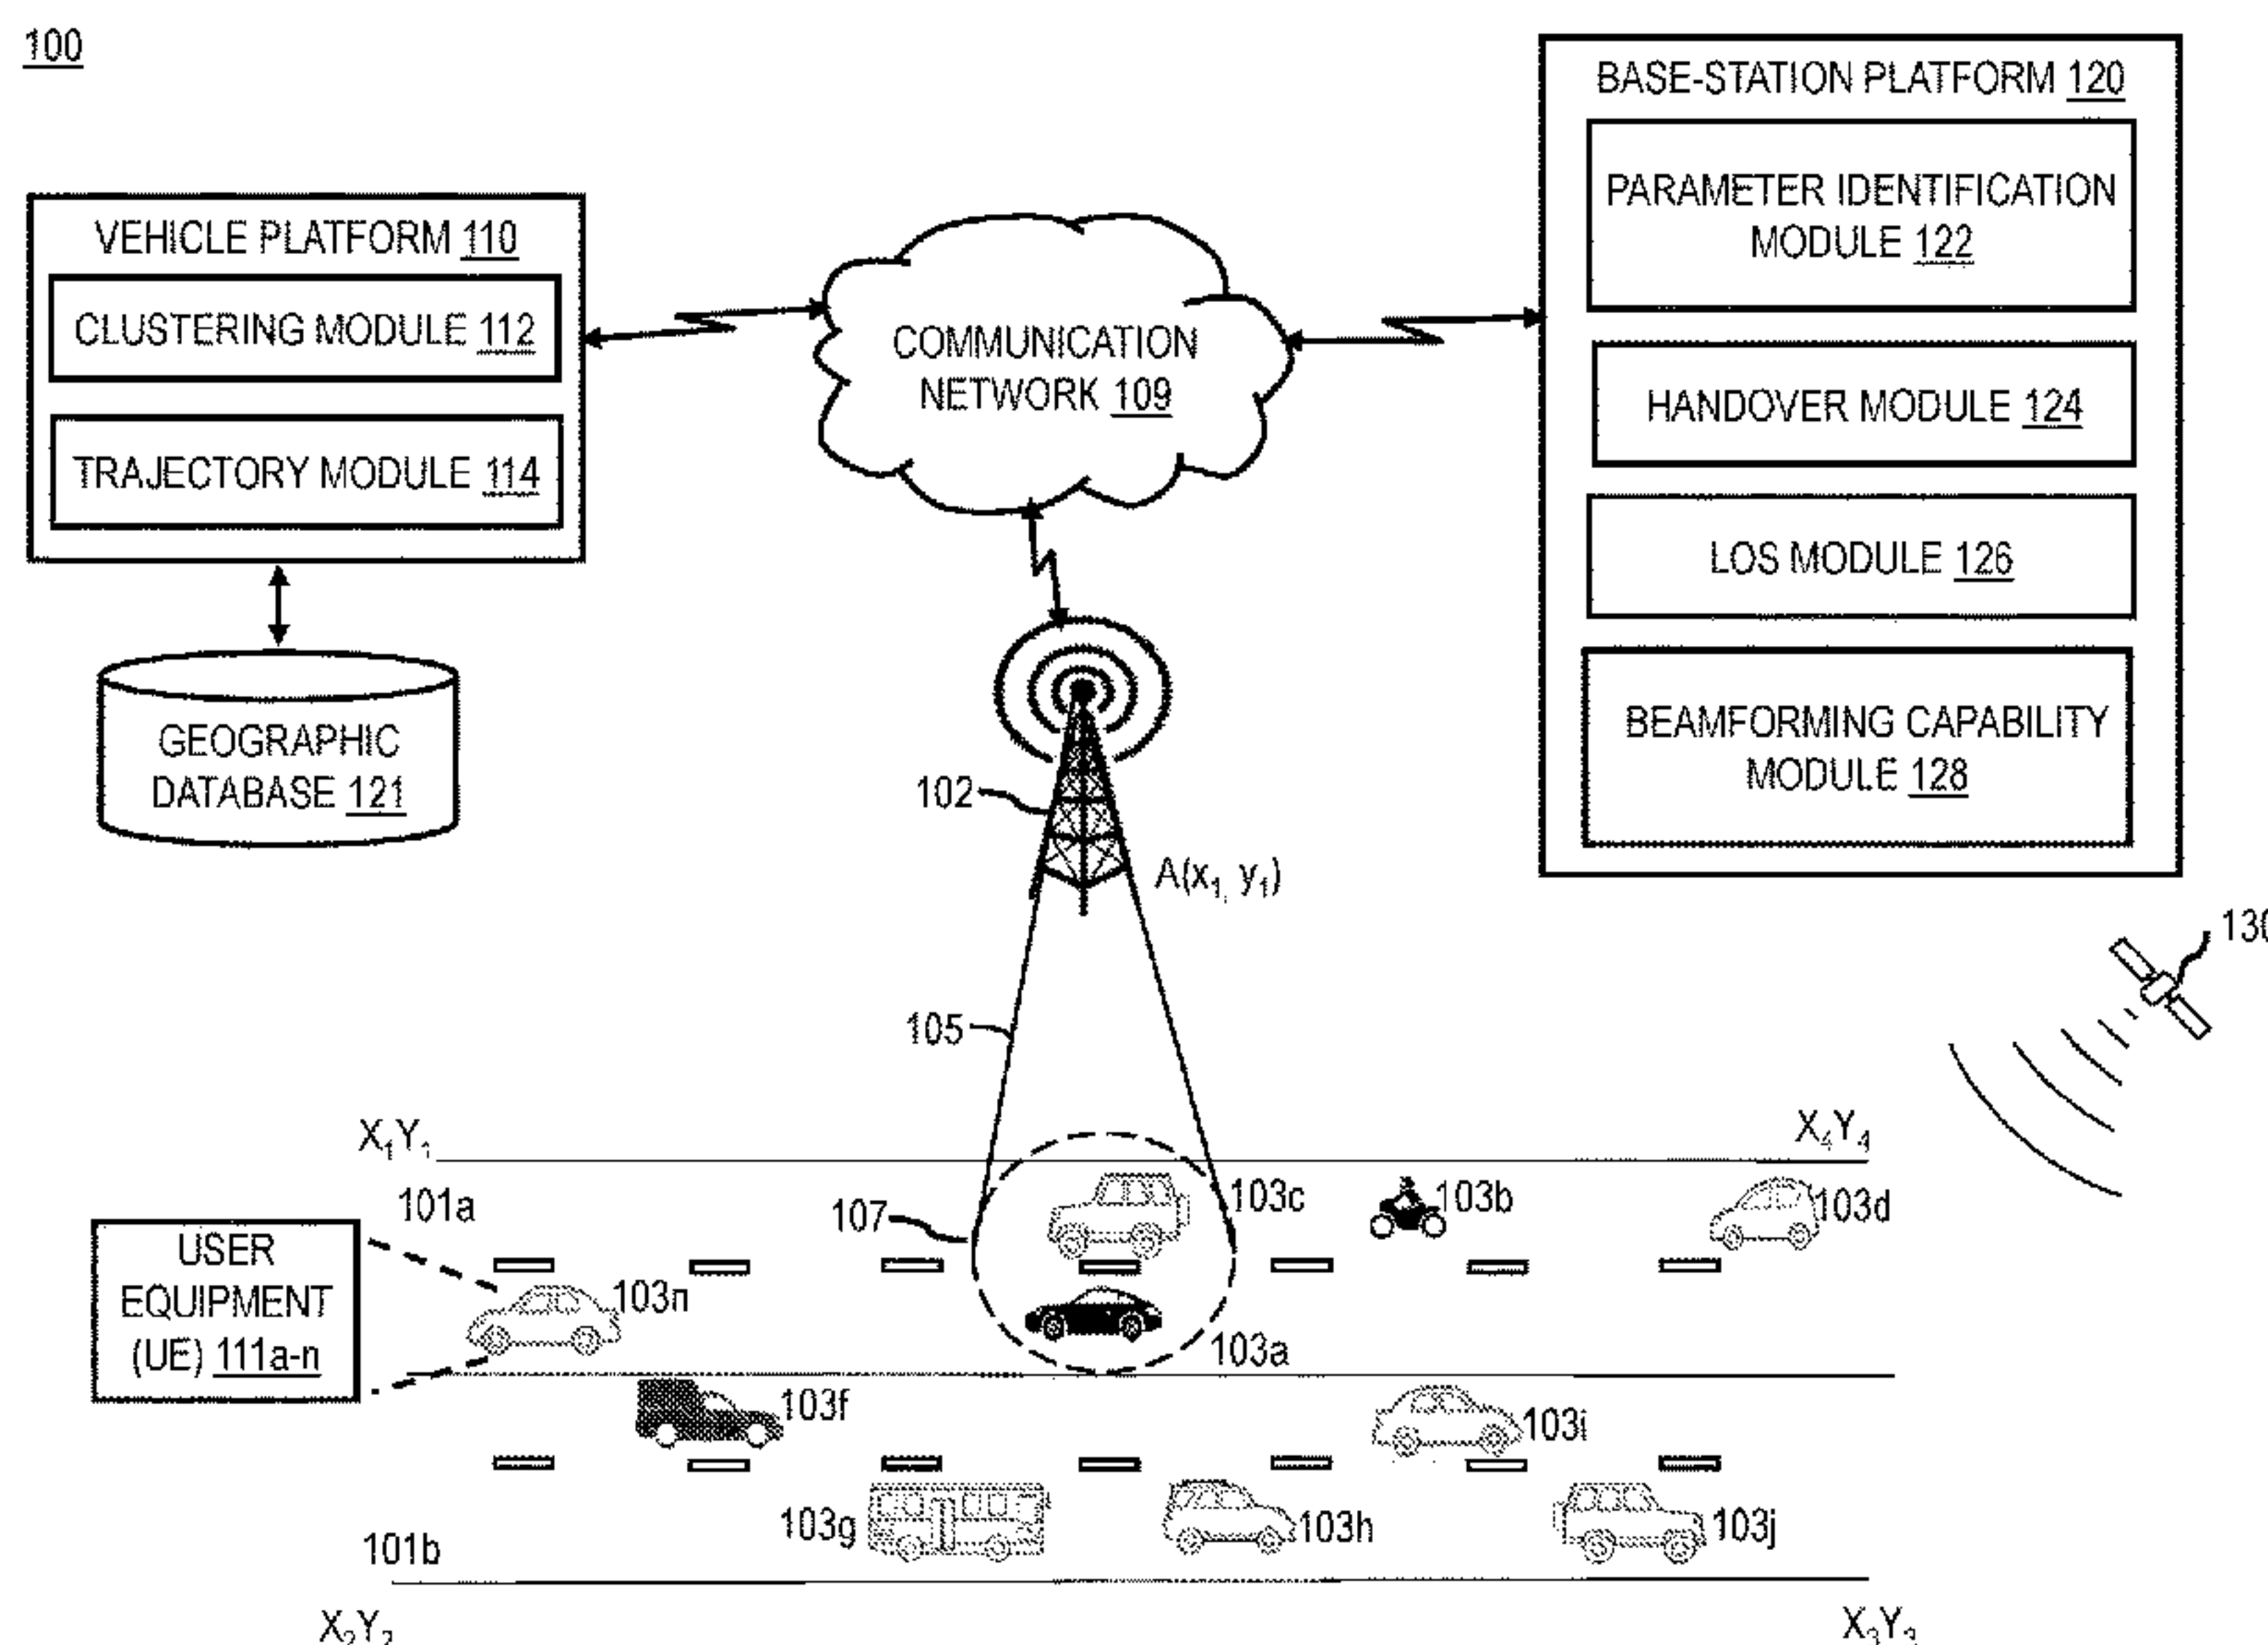 100
BASE-STATION PLATFORM 120
PARAMETER IDENTIFICATION
MODULE 122
HANDOVER MODULE 124
LOS MODULE 126
BEAMFORMING CAPABILITY
MODULE 128
VEHICLE PLATFORM 110
CLUSTERING MODULE 112
TRAJECTORY MODULE 114
COMMUNICATION
NETWORK 109
GEOGRAPHIC
DATABASE 121
102
A(x₁, y₁)
130
105
X₁Y₁
X₄Y₄
101a
107
103c
103b
103d
USER
EQUIPMENT
(UE) 111a-n
103n
103a
103f
103i
103g
103h
103j
101b
X₂Y₂
X₃Y₃